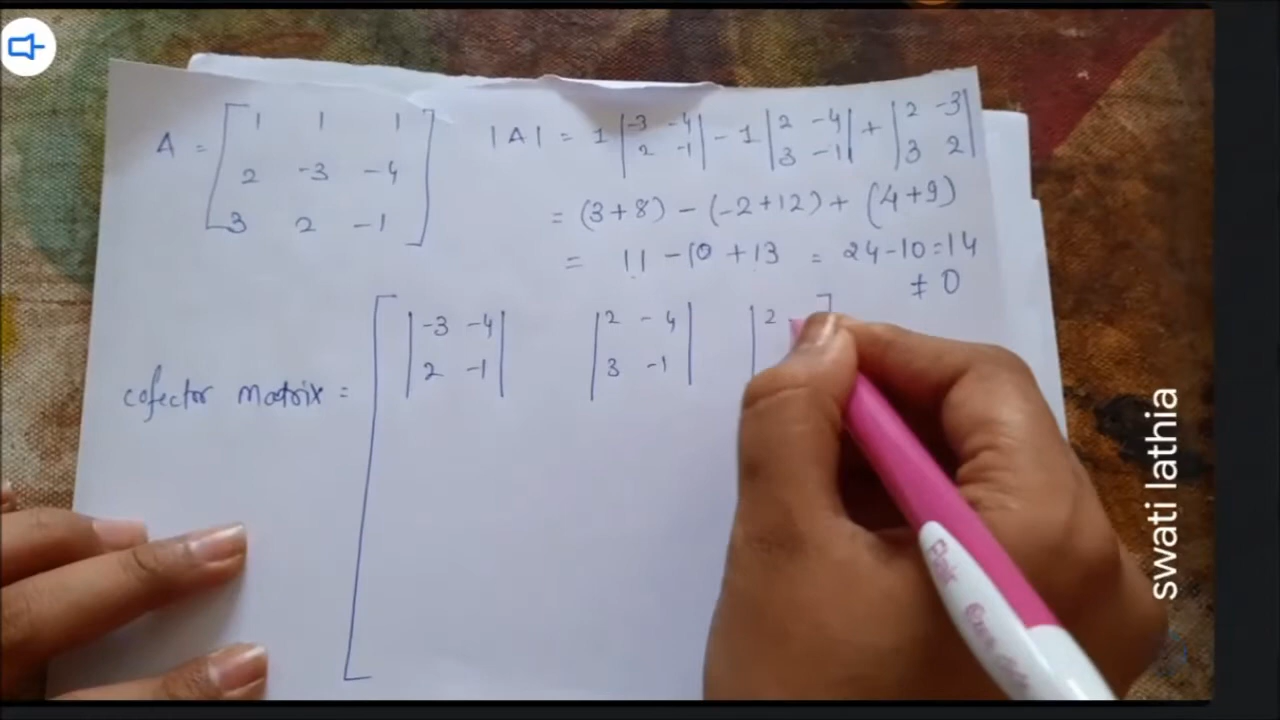 A = [ 1 1 1
2 -3 -4
3 2 -1 ]
|A| = 1 | -3 -4 | - 1 | 2 -4 | + | 2 -3 |
| 2 -1 | | 3 -1 | | 3 2 |
= (3+8) - (-2+12) + (4+9)
= 11 -10 +13 = 24-10=14
≠ 0
cofector matrix = [ | -3 -4 | | 2 -4 | | 2 - ]
| 2 -1 | | 3 -1 | |
swati lathia